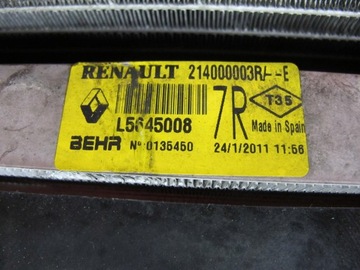 RENAULT 214000003R/--E
L5645008 7R T35
Made in Spain
BEHR Nº:0135450 24/1/2011 11:56